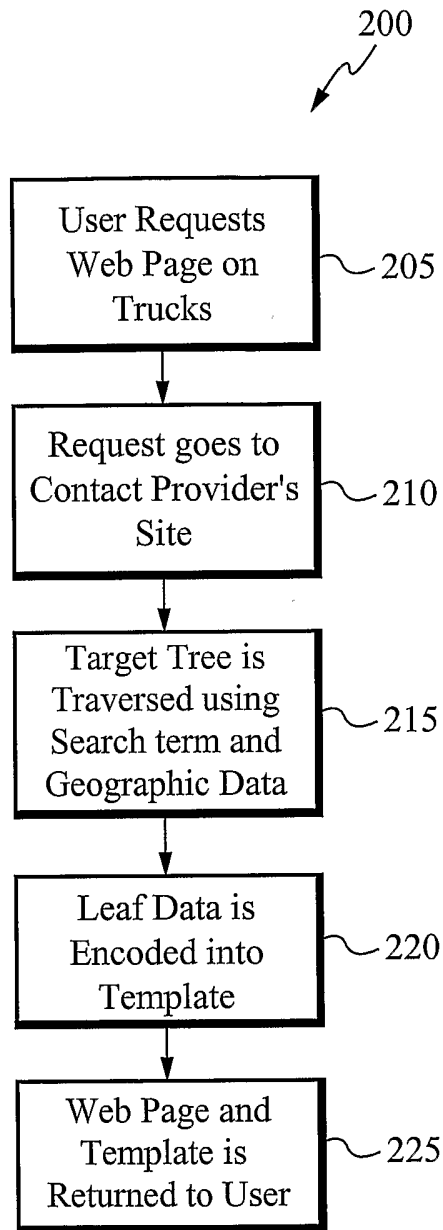 200
User Requests
Web Page on
Trucks
205
Request goes to
Contact Provider's
Site
210
Target Tree is
Traversed using
Search term and
Geographic Data
215
Leaf Data is
Encoded into
Template
220
Web Page and
Template is
Returned to User
225